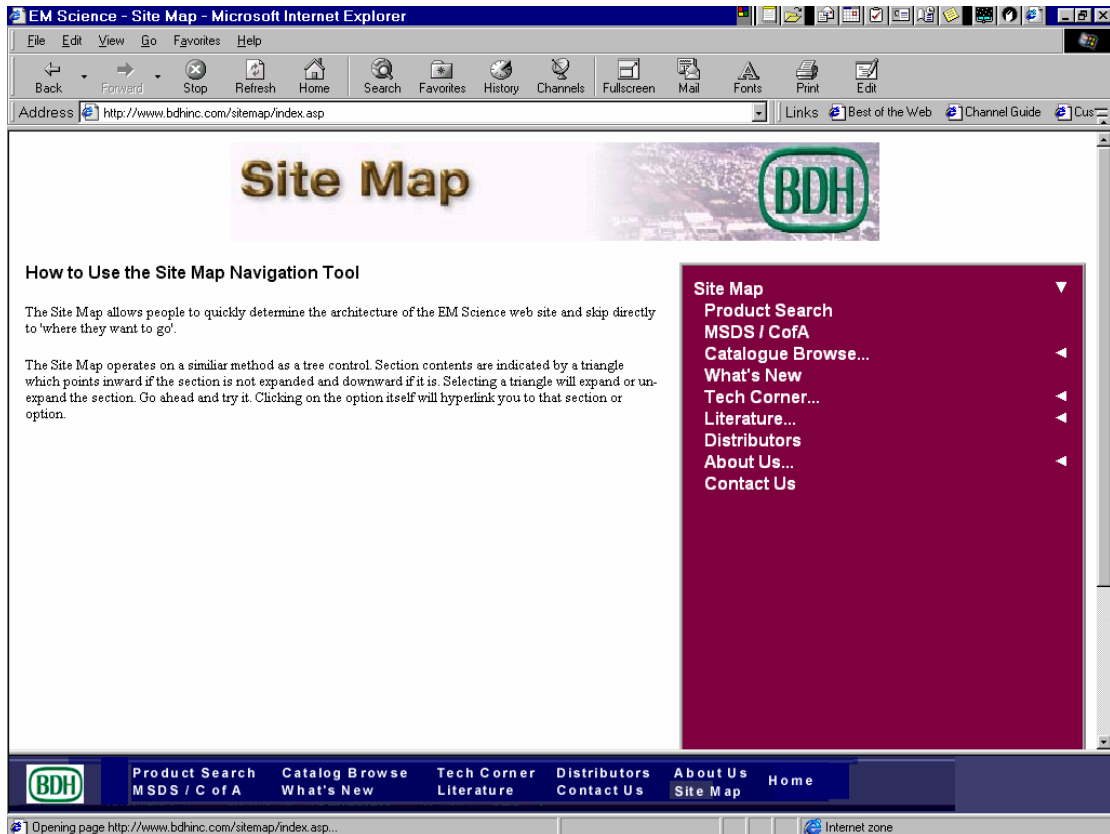 EM Science - Site Map - Microsoft Internet Explorer
File Edit View Go Favorites Help
Back Forward Stop Refresh Home Search Favorites History Channels Fullscreen Mail Fonts Print Edit
Address http://www.bdhinc.com/sitemap/index.asp Links Best of the Web Channel Guide Cus
Site Map BDH
How to Use the Site Map Navigation Tool
The Site Map allows people to quickly determine the architecture of the EM Science web site and skip directly
to 'where they want to go'.
The Site Map operates on a similiar method as a tree control. Section contents are indicated by a triangle
which points inward if the section is not expanded and downward if it is. Selecting a triangle will expand or un-
expand the section. Go ahead and try it. Clicking on the option itself will hyperlink you to that section or
option.
Site Map
Product Search
MSDS / CofA
Catalogue Browse...
What's New
Tech Corner...
Literature...
Distributors
About Us...
Contact Us
BDH
Product Search Catalog Browse Tech Corner Distributors About Us Home
MSDS / C of A What's New Literature Contact Us Site Map
Opening page http://www.bdhinc.com/sitemap/index.asp... Internet zone